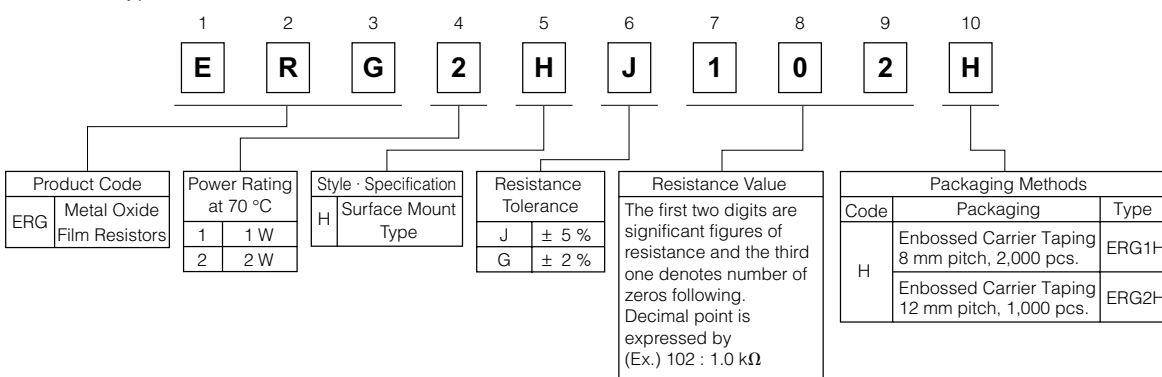 1 2 3 4 5 6 7 8 9 10
E R G 2 H J 1 0 2 H
Product Code
ERG
Metal Oxide
Film Resistors
Power Rating
at 70 °C
1 1 W
2 2 W
Style · Specification
H
Surface Mount
Type
Resistance
Tolerance
J ± 5 %
G ± 2 %
Resistance Value
The first two digits are
significant figures of
resistance and the third
one denotes number of
zeros following.
Decimal point is
expressed by
(Ex.) 102 : 1.0 kΩ
Packaging Methods
Code Packaging Type
H
Enbossed Carrier Taping
8 mm pitch, 2,000 pcs.
ERG1H
Enbossed Carrier Taping
12 mm pitch, 1,000 pcs.
ERG2H